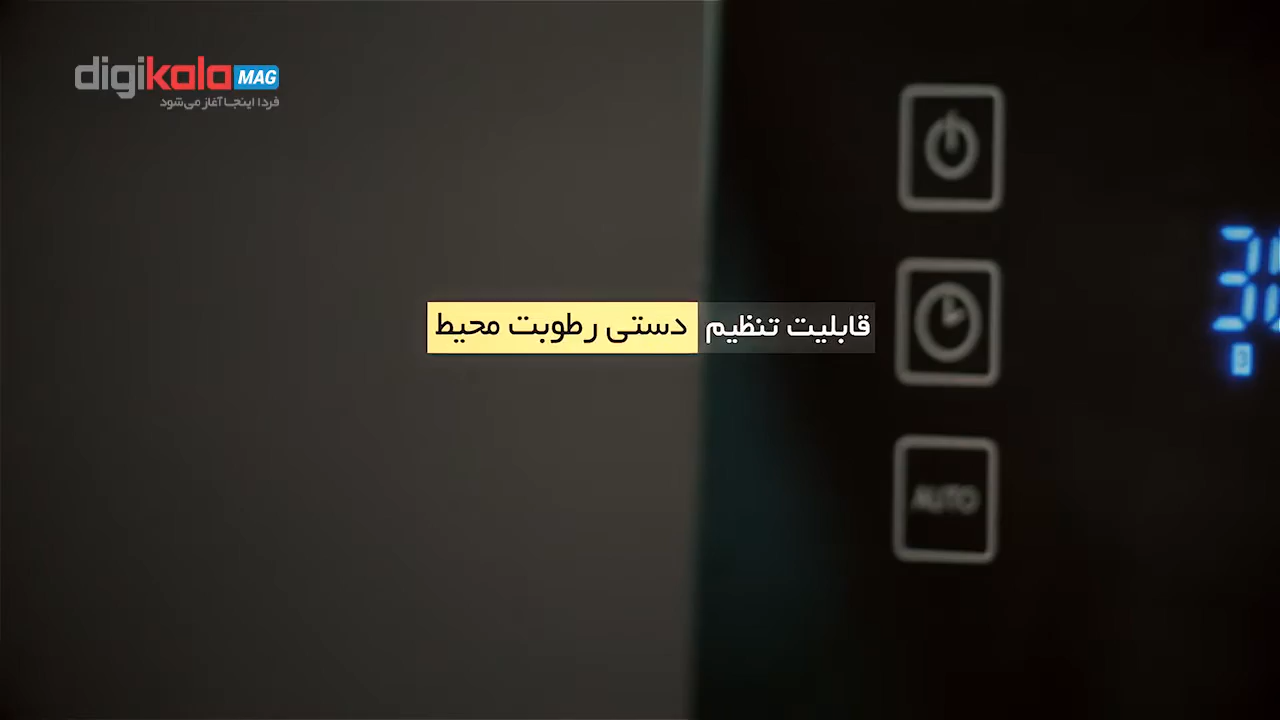 digikala MAG
فردا اینجا آغاز می‌شود
قابلیت تنظیم دستی رطوبت محیط
AUTO